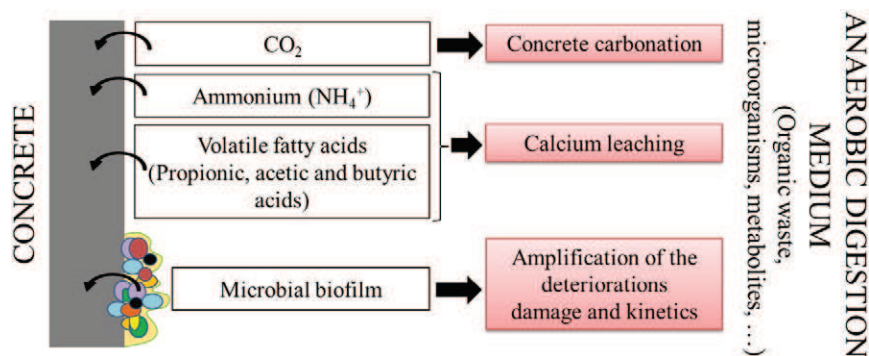 CONCRETE
CO₂
Concrete carbonation
Ammonium (NH₄⁺)
Volatile fatty acids
(Propionic, acetic and butyric
acids)
Calcium leaching
Microbial biofilm
Amplification of the
deteriorations
damage and kinetics
ANAEROBIC DIGESTION
MEDIUM
(Organic waste,
microorganisms, metabolites, …)